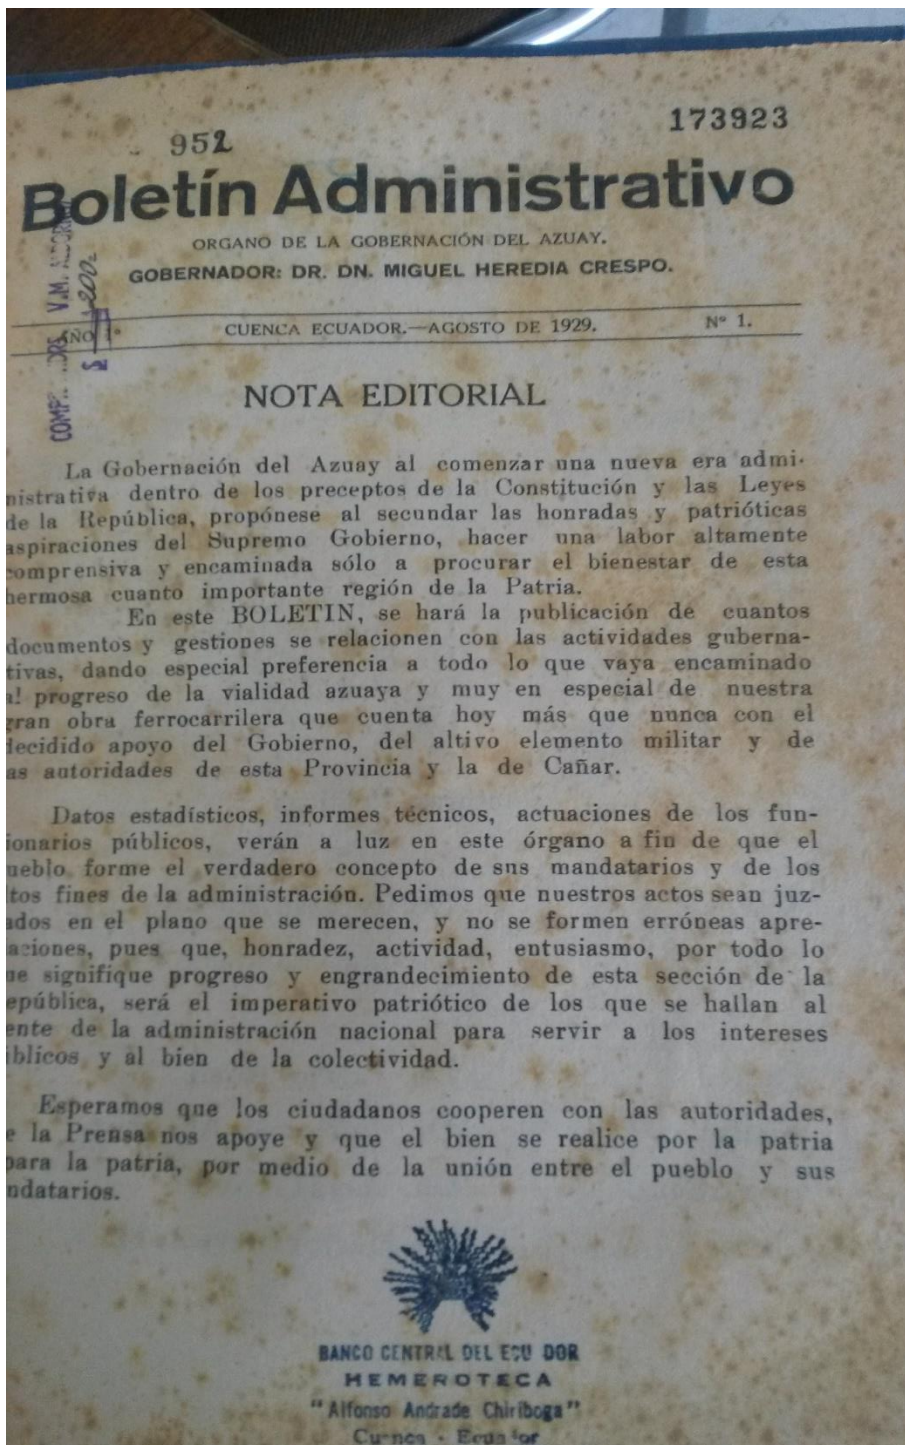 173923
952
Boletín Administrativo
ORGANO DE LA GOBERNACIÓN DEL AZUAY.
GOBERNADOR: DR. DN. MIGUEL HEREDIA CRESPO.
CUENCA ECUADOR.—AGOSTO DE 1929. Nº 1.
NOTA EDITORIAL
La Gobernación del Azuay al comenzar una nueva era admi-
nistrativa dentro de los preceptos de la Constitución y las Leyes
de la República, propónese al secundar las honradas y patrióticas
aspiraciones del Supremo Gobierno, hacer una labor altamente
comprensiva y encaminada sólo a procurar el bienestar de esta
hermosa cuanto importante región de la Patria.
En este BOLETIN, se hará la publicación de cuantos
documentos y gestiones se relacionen con las actividades guberna-
tivas, dando especial preferencia a todo lo que vaya encaminado
al progreso de la vialidad azuaya y muy en especial de nuestra
gran obra ferrocarrilera que cuenta hoy más que nunca con el
decidido apoyo del Gobierno, del altivo elemento militar y de
as autoridades de esta Provincia y la de Cañar.
Datos estadísticos, informes técnicos, actuaciones de los fun-
ionarios públicos, verán a luz en este órgano a fin de que el
ueblo forme el verdadero concepto de sus mandatarios y de los
tos fines de la administración. Pedimos que nuestros actos sean juz-
ados en el plano que se merecen, y no se formen erróneas apre-
aciones, pues que, honradez, actividad, entusiasmo, por todo lo
ue signifique progreso y engrandecimiento de esta sección de la
epública, será el imperativo patriótico de los que se hallan al
ente de la administración nacional para servir a los intereses
úblicos y al bien de la colectividad.
Esperamos que los ciudadanos cooperen con las autoridades,
e la Prensa nos apoye y que el bien se realice por la patria
para la patria, por medio de la unión entre el pueblo y sus
ndatarios.
BANCO CENTRAL DEL ECU DOR
HEMEROTECA
"Alfonso Andrade Chiriboga"
Cuenca - Ecuador